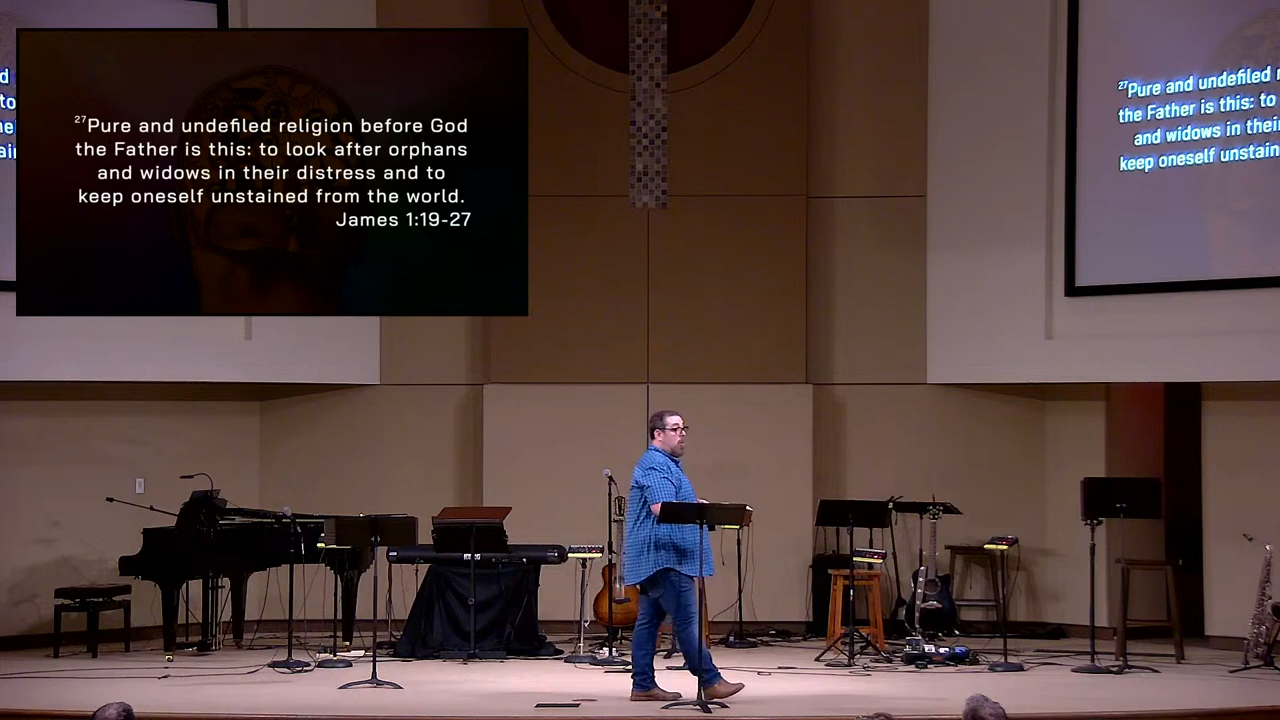 ²⁷Pure and undefiled religion before God
the Father is this: to look after orphans
and widows in their distress and to
keep oneself unstained from the world.
James 1:19-27
²⁷Pure and undefiled
the Father is this: to
and widows in their
keep oneself unstain